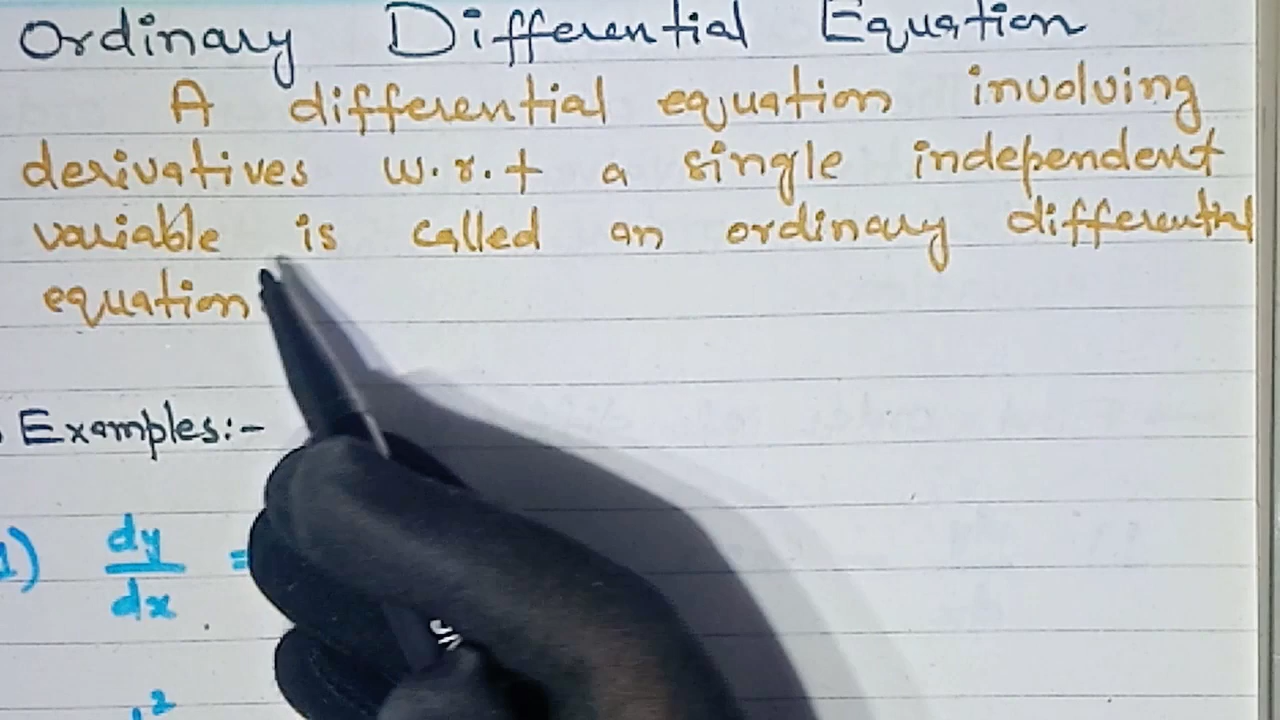 Ordinary Differential Equation
A differential equation involving
derivatives w.r.t a single independent
variable is called an ordinary differential
equation
Examples:-
1) dy/dx =
2